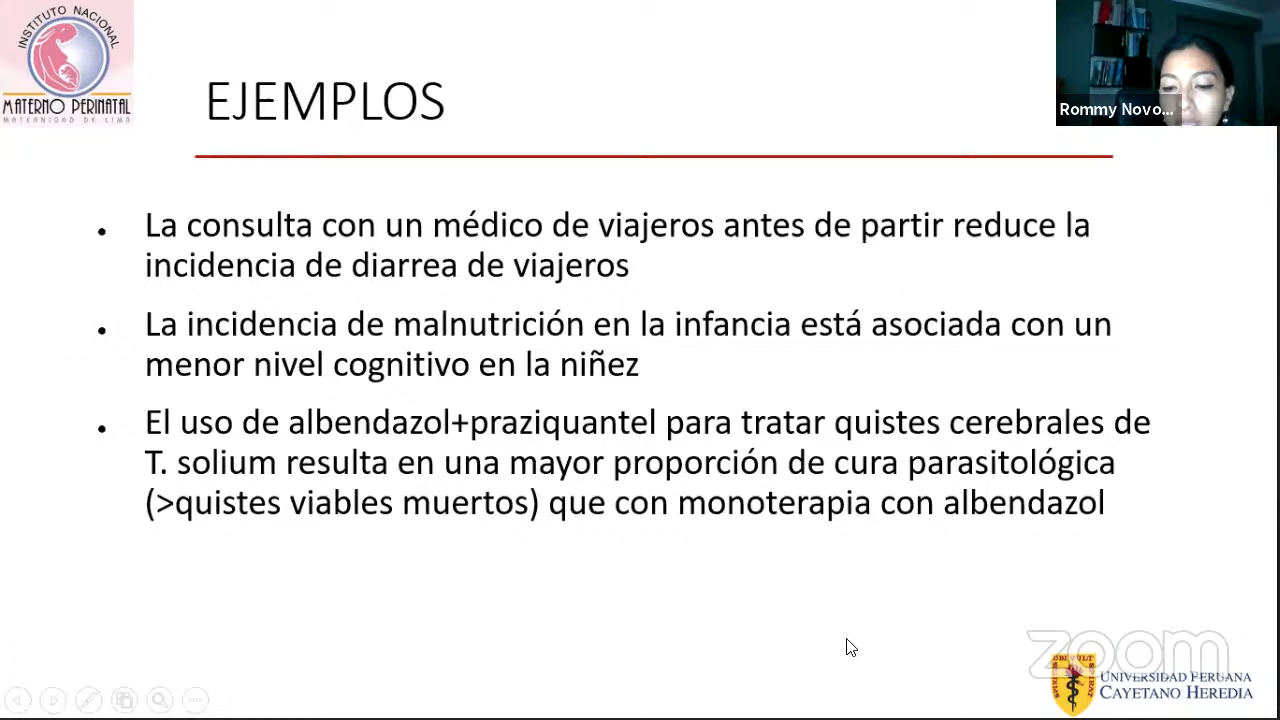 INSTITUTO NACIONAL
MATERNO PERINATAL
MATERNIDAD DE LIMA
EJEMPLOS
Rommy Novo...
• La consulta con un médico de viajeros antes de partir reduce la
incidencia de diarrea de viajeros
• La incidencia de malnutrición en la infancia está asociada con un
menor nivel cognitivo en la niñez
• El uso de albendazol+praziquantel para tratar quistes cerebrales de
T. solium resulta en una mayor proporción de cura parasitológica
(>quistes viables muertos) que con monoterapia con albendazol
zoom
UNIVERSIDAD PERUANA
CAYETANO HEREDIA